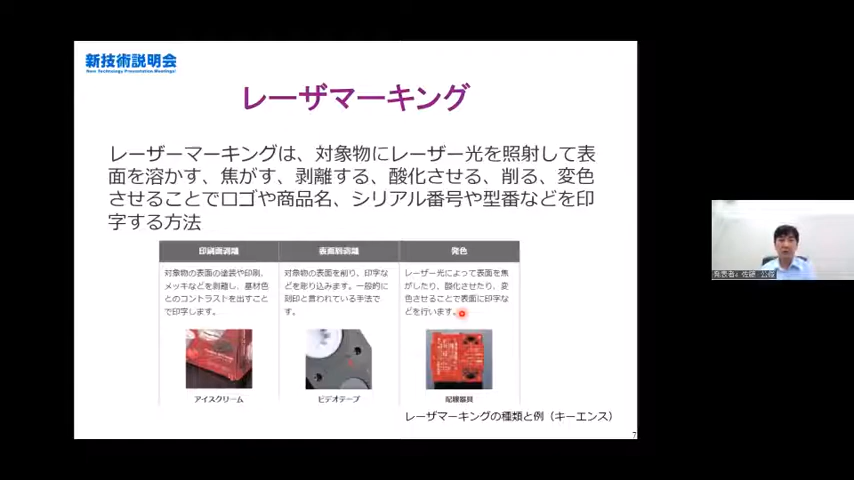 新技術説明会
New Technology Presentation Meetings!
レーザマーキング
レーザーマーキングは、対象物にレーザー光を照射して表
面を溶かす、焦がす、剥離する、酸化させる、削る、変色
させることでロゴや商品名、シリアル番号や型番などを印
字する方法
印刷面剥離
対象物の表面の塗装や印刷、
メッキなどを剥離し、基材色
とのコントラストを出すこと
で印字します。
アイスクリーム
表面層剥離
対象物の表面を削り、印字な
どを彫り込みます。一般的に
刻印と言われている手法で
す。
ビデオテープ
発色
レーザー光によって表面を焦
がしたり、酸化させたり、変
色させることで表面に印字な
どを行います。
配線器具
レーザマーキングの種類と例（キーエンス）
7
発表者: 佐藤